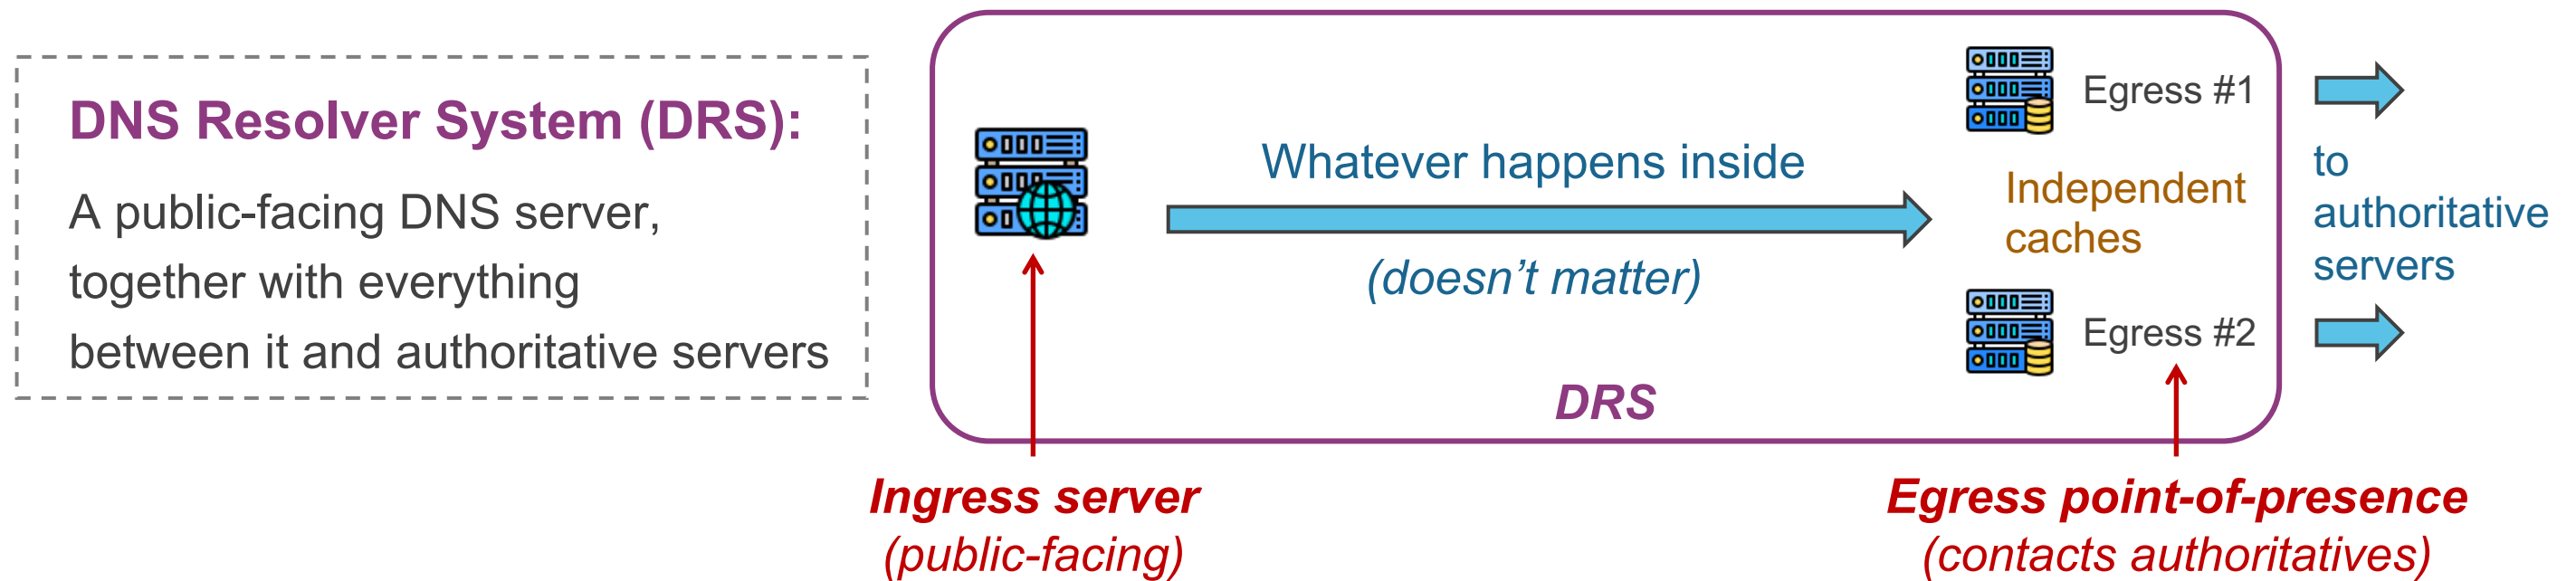 DNS Resolver System (DRS):
A public-facing DNS server,
together with everything
between it and authoritative servers
Whatever happens inside
(doesn’t matter)
DRS
Egress #1
Independent
caches
Egress #2
to
authoritative
servers
Ingress server
(public-facing)
Egress point-of-presence
(contacts authoritatives)